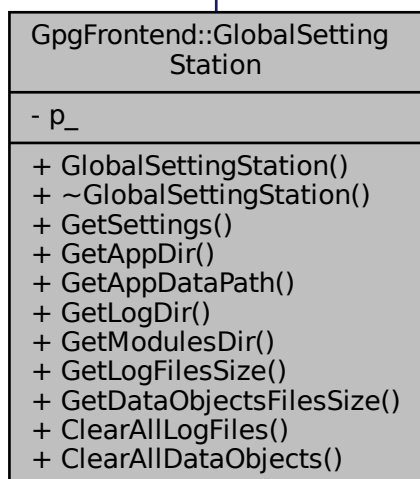 GpgFrontend::GlobalSetting
Station
- p_
+ GlobalSettingStation()
+ ~GlobalSettingStation()
+ GetSettings()
+ GetAppDir()
+ GetAppDataPath()
+ GetLogDir()
+ GetModulesDir()
+ GetLogFilesSize()
+ GetDataObjectsFilesSize()
+ ClearAllLogFiles()
+ ClearAllDataObjects()